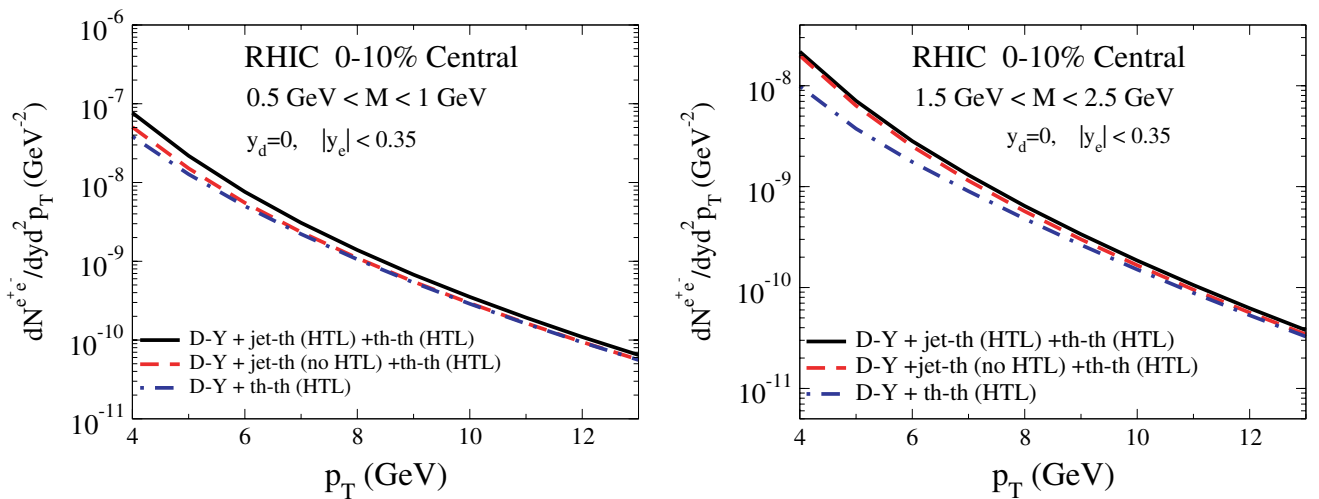 10^-6
10^-7
10^-8
10^-9
10^-10
10^-11
dN^e+e-/dyd^2p_T (GeV^-2)
RHIC 0-10% Central
0.5 GeV < M < 1 GeV
y_d=0, |y_e| < 0.35
D-Y + jet-th (HTL) +th-th (HTL)
D-Y + jet-th (no HTL) +th-th (HTL)
D-Y + th-th (HTL)
4 6 8 10 12
p_T (GeV)
10^-8
10^-9
10^-10
10^-11
dN^e+e-/dyd^2p_T (GeV^-2)
RHIC 0-10% Central
1.5 GeV < M < 2.5 GeV
y_d=0, |y_e| < 0.35
D-Y + jet-th (HTL) +th-th (HTL)
D-Y +jet-th (no HTL) +th-th (HTL)
D-Y + th-th (HTL)
4 6 8 10 12
p_T (GeV)